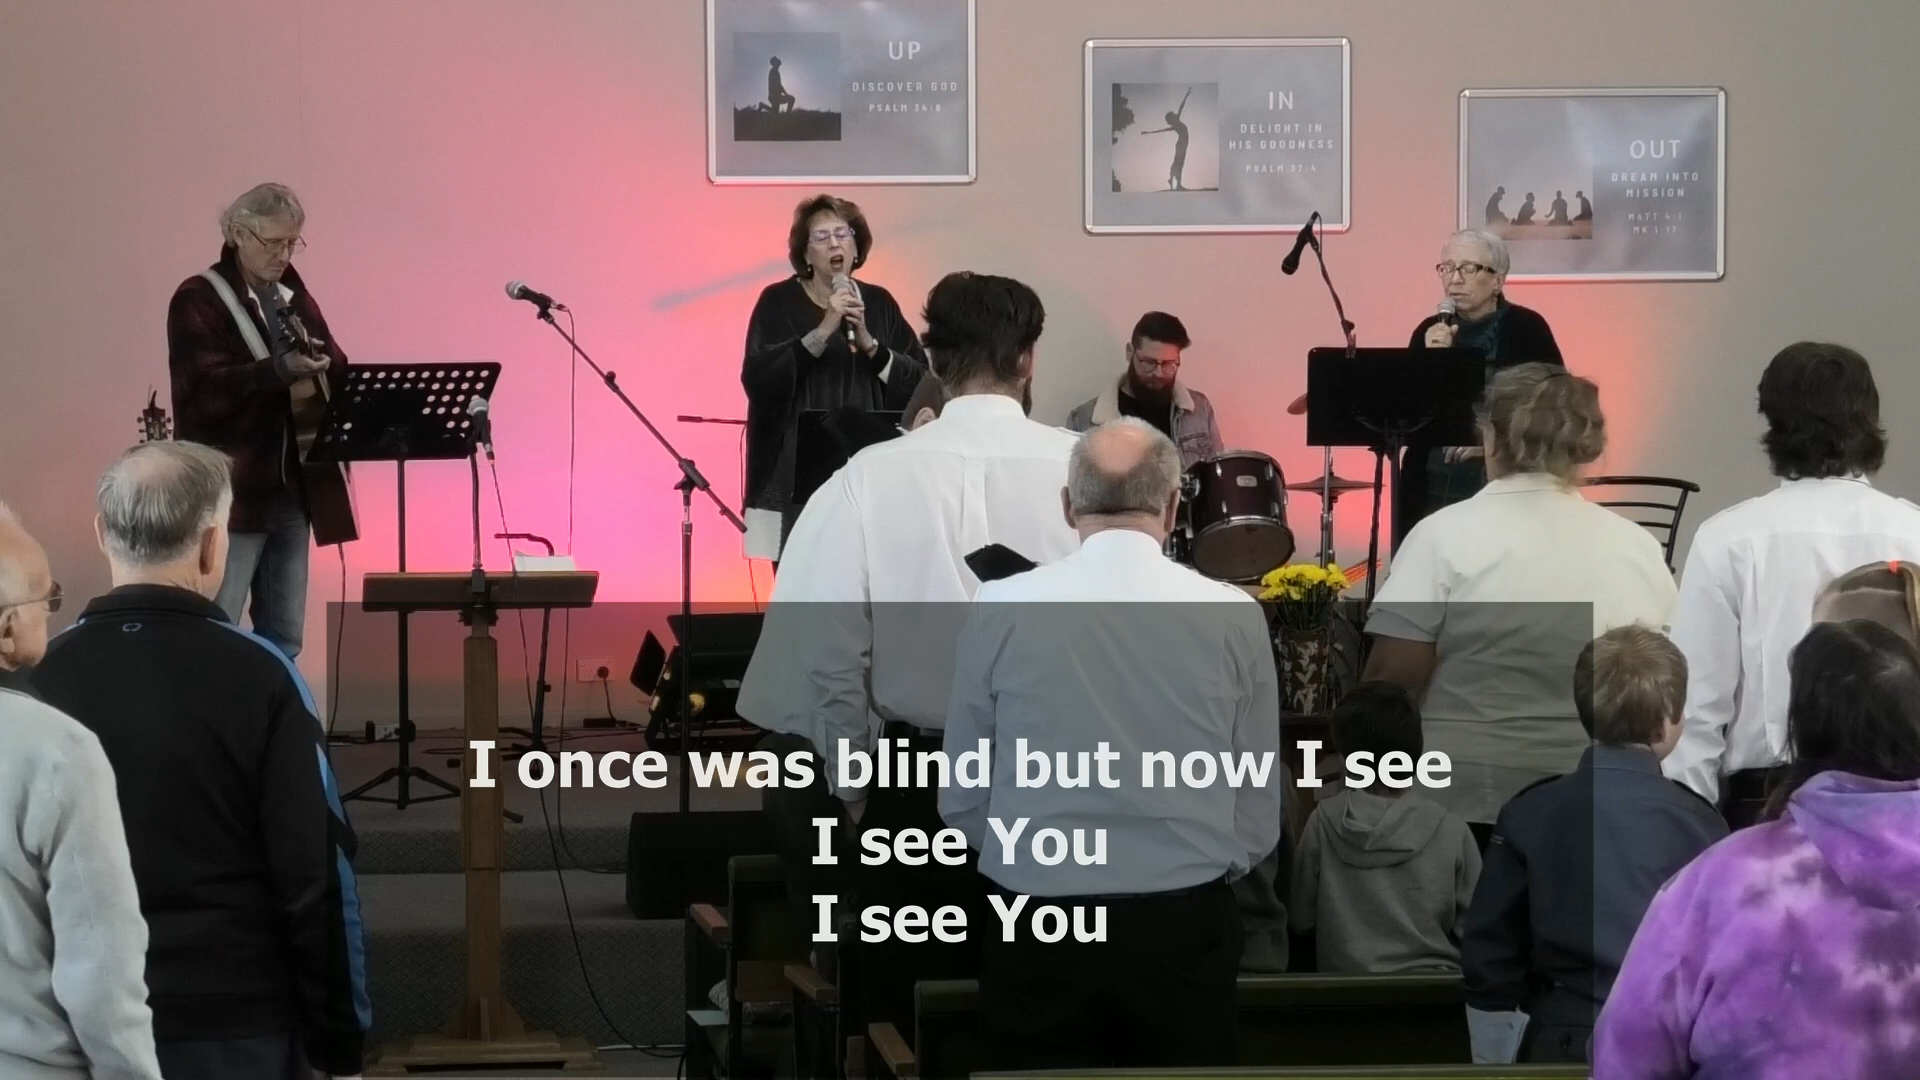 UP
DISCOVER GOD
PSALM 34:8
IN
DELIGHT IN
HIS GOODNESS
PSALM 37:4
OUT
DREAM INTO
MISSION
I once was blind but now I see
I see You
I see You